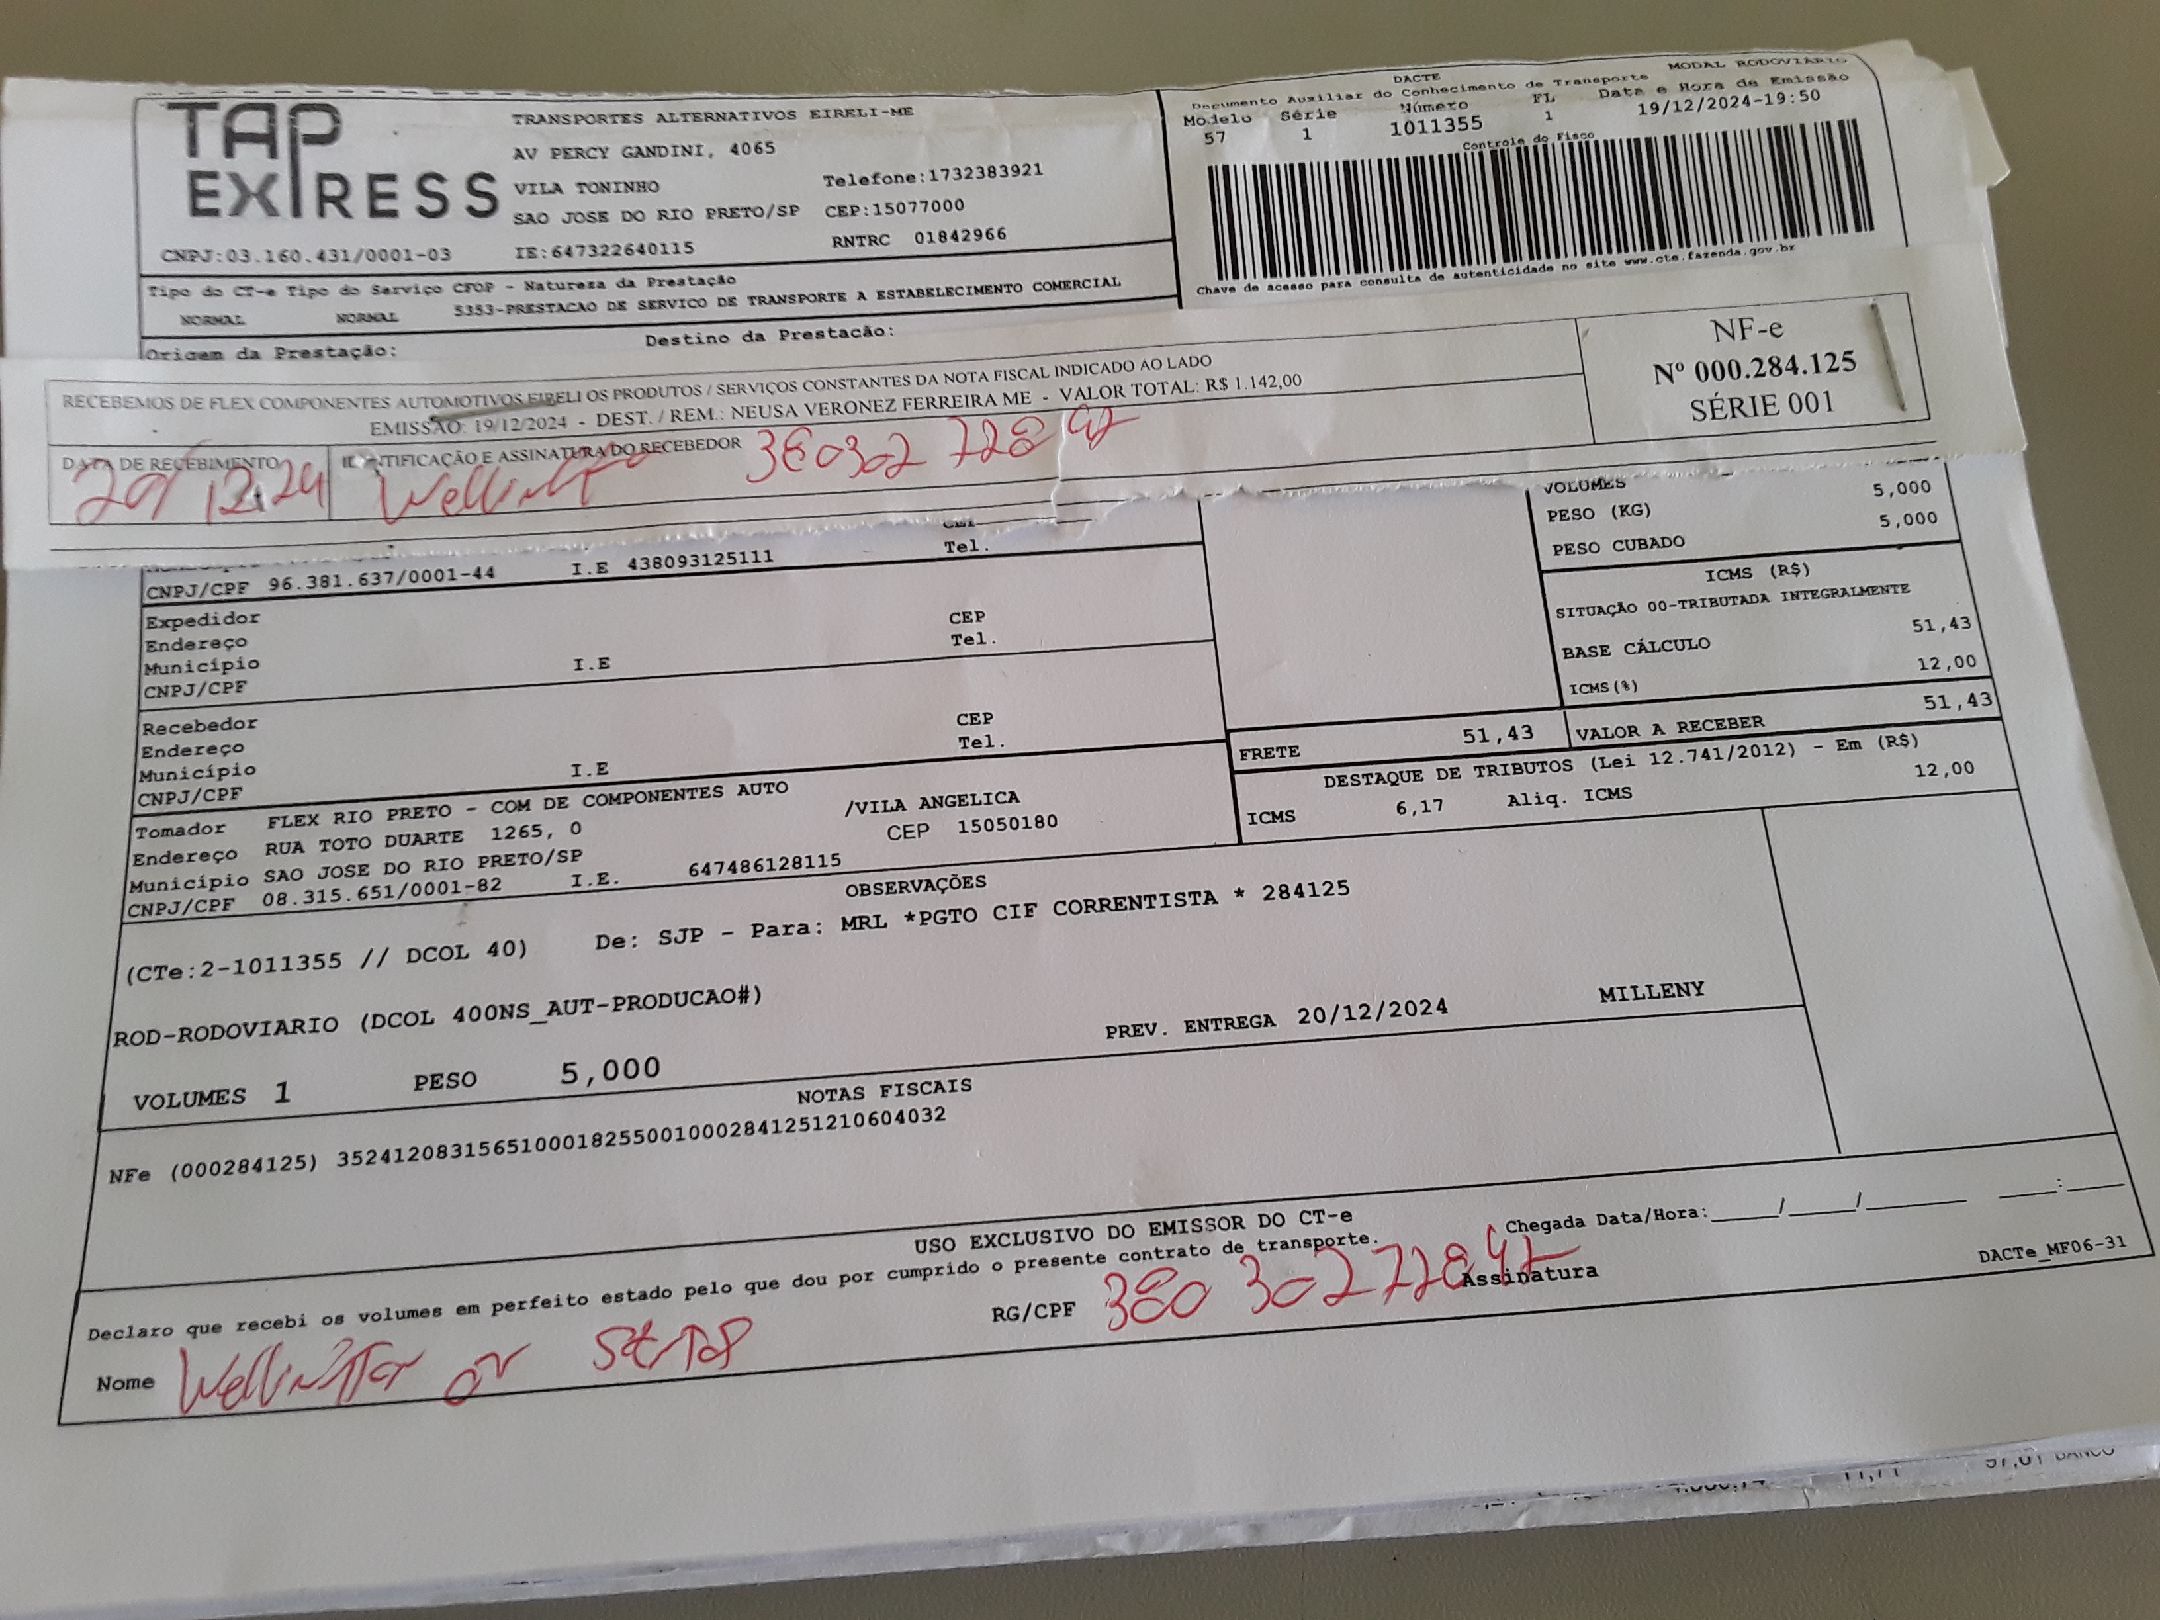 TAP EXPRESS
TRANSPORTES ALTERNATIVOS EIRELI-ME
AV PERCY GANDINI, 4065
VILA TONINHO Telefone:1732383921
SAO JOSE DO RIO PRETO/SP CEP:15077000
CNPJ:03.160.431/0001-03 IE:647322640115 RNTRC 01842966
Tipo do CT-e Tipo do Serviço CFOP - Natureza da Prestação
NORMAL NORMAL 5353-PRESTACAO DE SERVICO DE TRANSPORTE A ESTABELECIMENTO COMERCIAL
Origem da Prestação: Destino da Prestação:
DACTE MODAL RODOVIÁRIO
Documento Auxiliar do Conhecimento de Transporte
Modelo Série Número FL Data e Hora de Emissão
57 1 1011355 1 19/12/2024-19:50
Controle do Fisco
Chave de acesso para consulta de autenticidade no site www.cte.fazenda.gov.br
RECEBEMOS DE FLEX COMPONENTES AUTOMOTIVOS EIRELI OS PRODUTOS / SERVIÇOS CONSTANTES DA NOTA FISCAL INDICADO AO LADO
EMISSÃO: 19/12/2024 - DEST. / REM.: NEUSA VERONEZ FERREIRA ME - VALOR TOTAL: R$ 1.142,00
NF-e
Nº 000.284.125
SÉRIE 001
DATA DE RECEBIMENTO IDENTIFICAÇÃO E ASSINATURA DO RECEBEDOR
12.24
VOLUMES
PESO (KG) 5,000
PESO CUBADO 5,000
CEP
Tel.
CNPJ/CPF 96.381.637/0001-44 I.E 438093125111
Expedidor CEP
Endereço Tel.
Município I.E
CNPJ/CPF
Recebedor CEP
Endereço Tel.
Município I.E
CNPJ/CPF
ICMS (R$)
SITUAÇÃO 00-TRIBUTADA INTEGRALMENTE
BASE CÁLCULO 51,43
ICMS(%) 12,00
FRETE 51,43 VALOR A RECEBER 51,43
DESTAQUE DE TRIBUTOS (Lei 12.741/2012) - Em (R$)
ICMS 6,17 Aliq. ICMS 12,00
Tomador FLEX RIO PRETO - COM DE COMPONENTES AUTO
Endereço RUA TOTO DUARTE 1265, 0 /VILA ANGELICA
Município SAO JOSE DO RIO PRETO/SP CEP 15050180
CNPJ/CPF 08.315.651/0001-82 I.E. 647486128115
OBSERVAÇÕES
(CTe:2-1011355 // DCOL 40) De: SJP - Para: MRL *PGTO CIF CORRENTISTA * 284125
ROD-RODOVIARIO (DCOL 400NS_AUT-PRODUCAO#)
PREV. ENTREGA 20/12/2024 MILLENY
VOLUMES 1 PESO 5,000
NOTAS FISCAIS
NFe (000284125) 35241208315651000182550010002841251210604032
USO EXCLUSIVO DO EMISSOR DO CT-e
Declaro que recebi os volumes em perfeito estado pelo que dou por cumprido o presente contrato de transporte.
Chegada Data/Hora:_____/_____/_______ ____:____
Nome RG/CPF Assinatura
DACTe_MF06-31